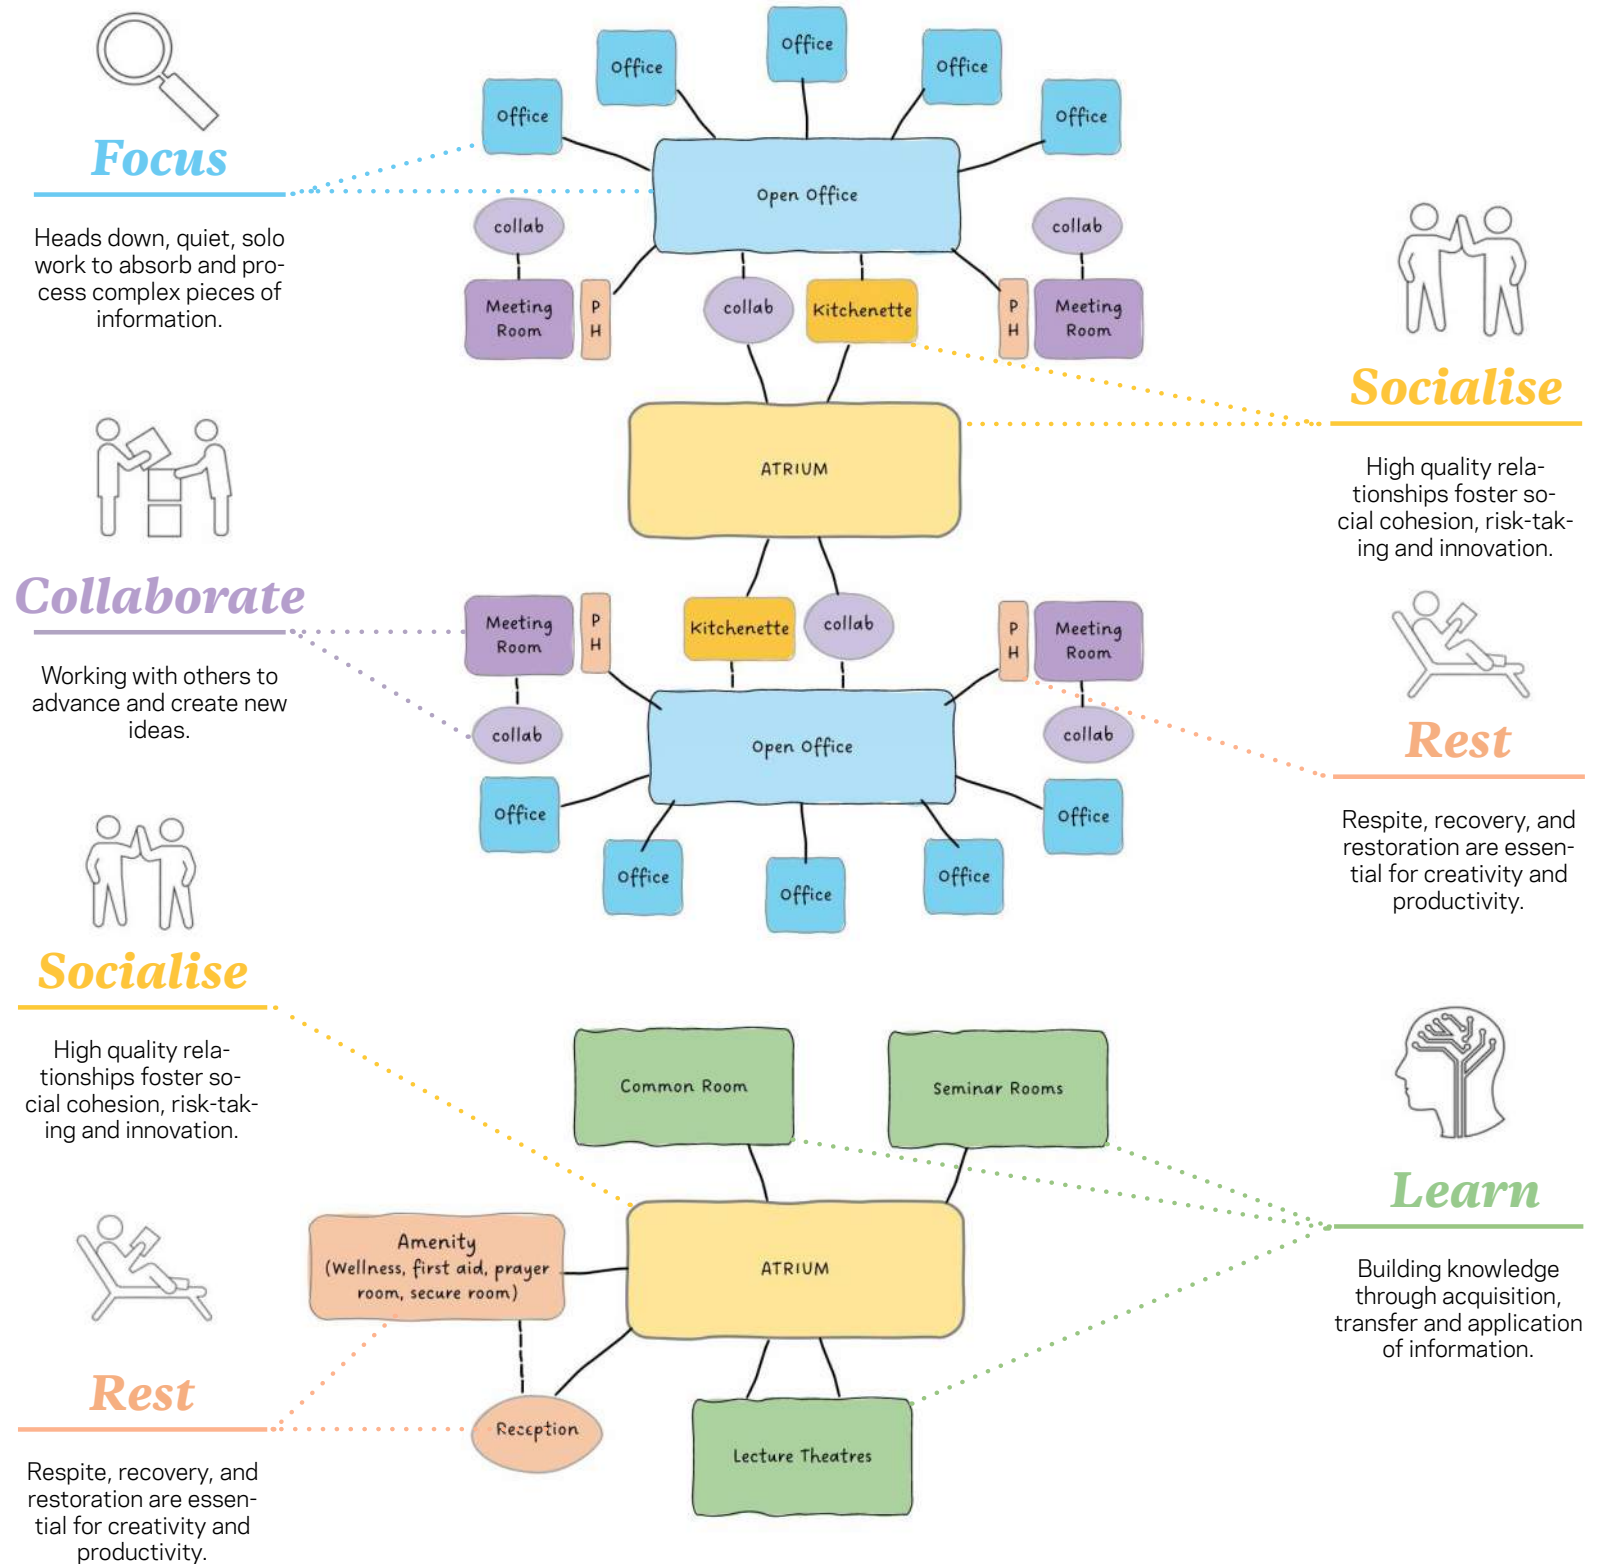 Office
Office
Office
Office
Office
Focus
Open Office
Heads down, quiet, solo
work to absorb and pro-
cess complex pieces of
information.
collab
collab
Meeting
Room
P
H
collab
Kitchenette
P
H
Meeting
Room
Socialise
High quality rela-
tionships foster so-
cial cohesion, risk-tak-
ing and innovation.
ATRIUM
Collaborate
Working with others to
advance and create new
ideas.
Meeting
Room
P
H
Kitchenette
collab
P
H
Meeting
Room
collab
Open Office
collab
Rest
Respite, recovery, and
restoration are essen-
tial for creativity and
productivity.
Office
Office
Office
Office
Office
Socialise
High quality rela-
tionships foster so-
cial cohesion, risk-tak-
ing and innovation.
Common Room
Seminar Rooms
Learn
Building knowledge
through acquisition,
transfer and application
of information.
Amenity
(Wellness, first aid, prayer
room, secure room)
ATRIUM
Rest
Respite, recovery, and
restoration are essen-
tial for creativity and
productivity.
Reception
Lecture Theatres